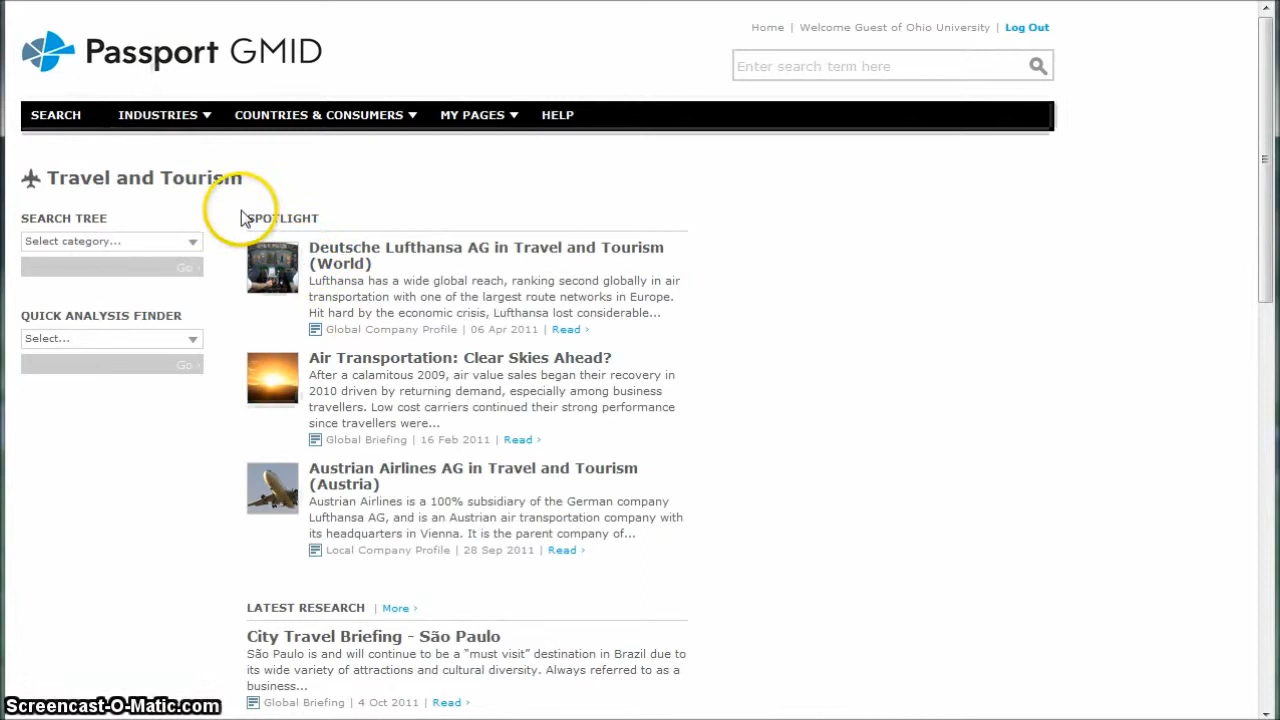 Home | Welcome Guest of Ohio University | Log Out
Passport GMID
Enter search term here
SEARCH INDUSTRIES COUNTRIES & CONSUMERS MY PAGES HELP
Travel and Tourism
SEARCH TREE
Select category...
Go ›
QUICK ANALYSIS FINDER
Select...
Go ›
SPOTLIGHT
Deutsche Lufthansa AG in Travel and Tourism
(World)
Lufthansa has a wide global reach, ranking second globally in air
transportation with one of the largest route networks in Europe.
Hit hard by the economic crisis, Lufthansa lost considerable...
Global Company Profile | 06 Apr 2011 | Read ›
Air Transportation: Clear Skies Ahead?
After a calamitous 2009, air value sales began their recovery in
2010 driven by returning demand, especially among business
travellers. Low cost carriers continued their strong performance
since travellers were...
Global Briefing | 16 Feb 2011 | Read ›
Austrian Airlines AG in Travel and Tourism
(Austria)
Austrian Airlines is a 100% subsidiary of the German company
Lufthansa AG, and is an Austrian air transportation company with
its headquarters in Vienna. It is the parent company of...
Local Company Profile | 28 Sep 2011 | Read ›
LATEST RESEARCH | More ›
City Travel Briefing - São Paulo
São Paulo is and will continue to be a “must visit” destination in Brazil due to
its wide variety of attractions and cultural diversity. Always referred to as a
business...
Global Briefing | 4 Oct 2011 | Read ›
Screencast-O-Matic.com